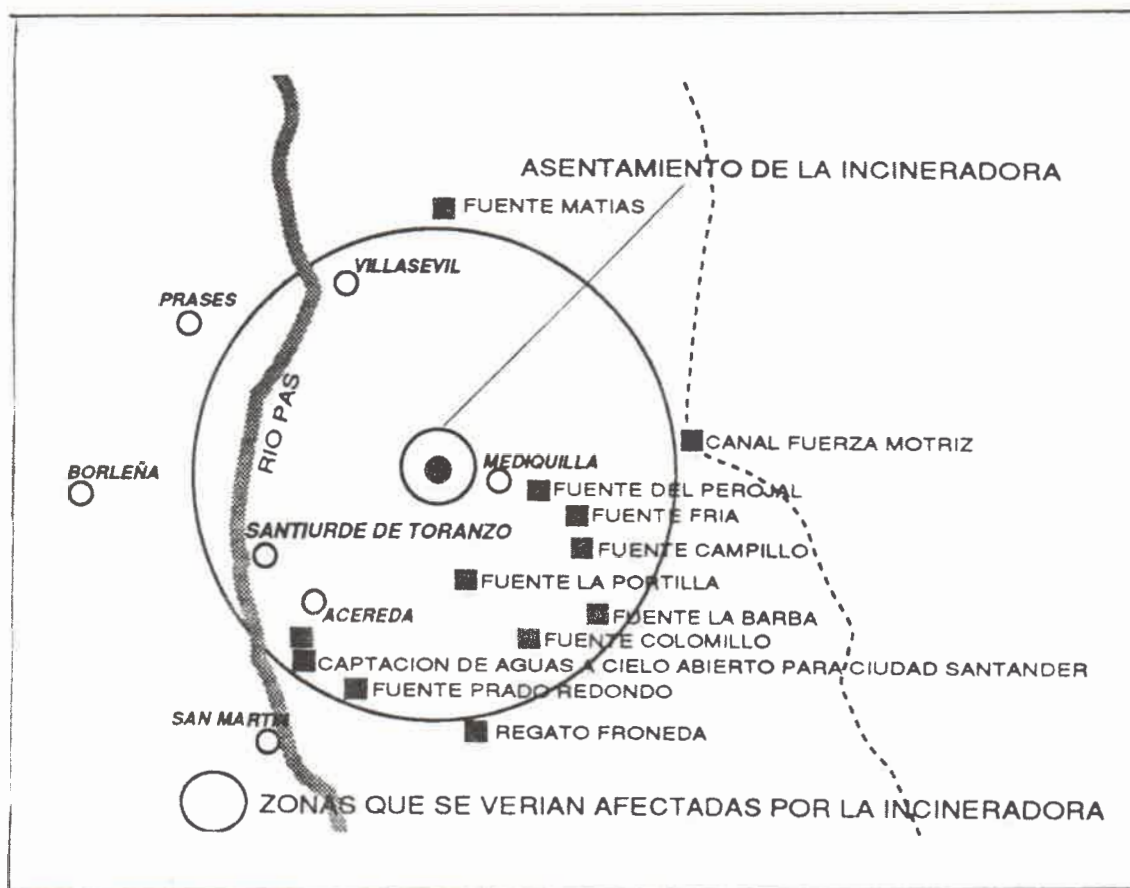 ASENTAMIENTO DE LA INCINERADORA
FUENTE MATIAS
VILLASEVIL
PRASES
RIO PAS
CANAL FUERZA MOTRIZ
MEDIQUILLA
BORLEÑA
FUENTE DEL PEROJAL
FUENTE FRIA
SANTIURDE DE TORANZO
FUENTE CAMPILLO
FUENTE LA PORTILLA
ACEREDA
FUENTE LA BARBA
FUENTE COLOMILLO
CAPTACION DE AGUAS A CIELO ABIERTO PARA CIUDAD SANTANDER
FUENTE PRADO REDONDO
SAN MARTIN
REGATO FRONEDA
ZONAS QUE SE VERIAN AFECTADAS POR LA INCINERADORA